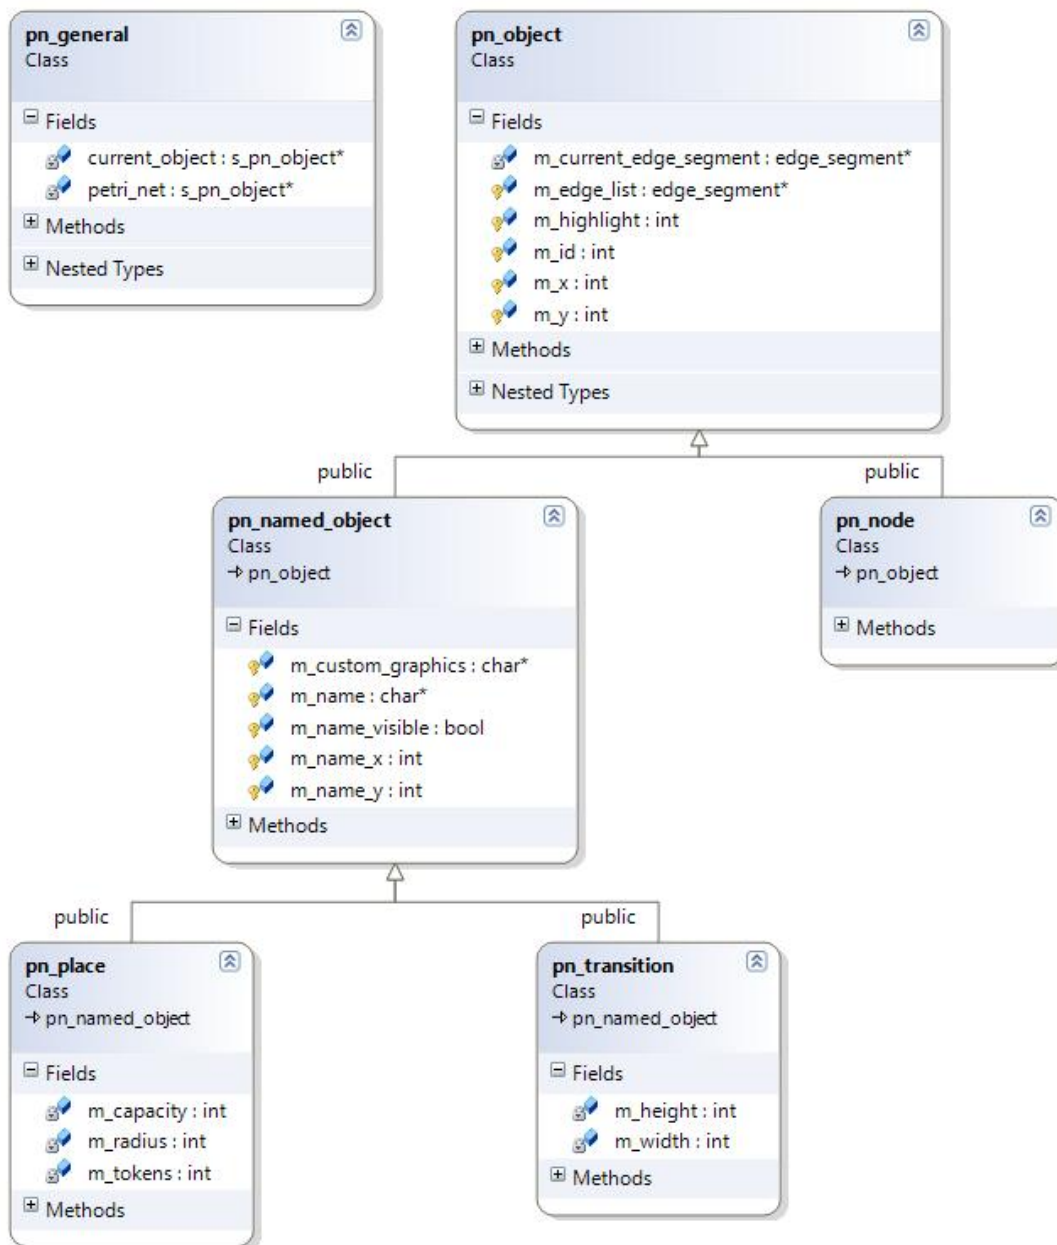 pn_general
Class
Fields
current_object : s_pn_object*
petri_net : s_pn_object*
Methods
Nested Types
pn_object
Class
Fields
m_current_edge_segment : edge_segment*
m_edge_list : edge_segment*
m_highlight : int
m_id : int
m_x : int
m_y : int
Methods
Nested Types
public
public
pn_named_object
Class
pn_object
Fields
m_custom_graphics : char*
m_name : char*
m_name_visible : bool
m_name_x : int
m_name_y : int
Methods
pn_node
Class
pn_object
Methods
public
public
pn_place
Class
pn_named_object
Fields
m_capacity : int
m_radius : int
m_tokens : int
Methods
pn_transition
Class
pn_named_object
Fields
m_height : int
m_width : int
Methods